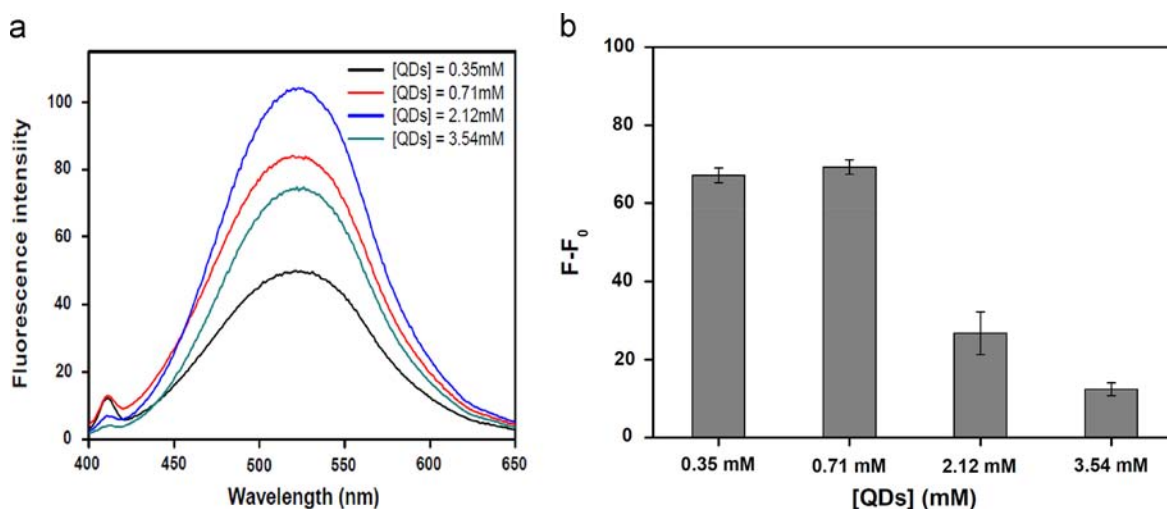 a
[QDs] = 0.35mM
[QDs] = 0.71mM
[QDs] = 2.12mM
[QDs] = 3.54mM
100
80
60
40
20
0
400 450 500 550 600 650
Fluorescence intensiity
Wavelength (nm)
b
100
80
60
40
20
0
F-F₀
0.35 mM 0.71 mM 2.12 mM 3.54 mM
[QDs] (mM)